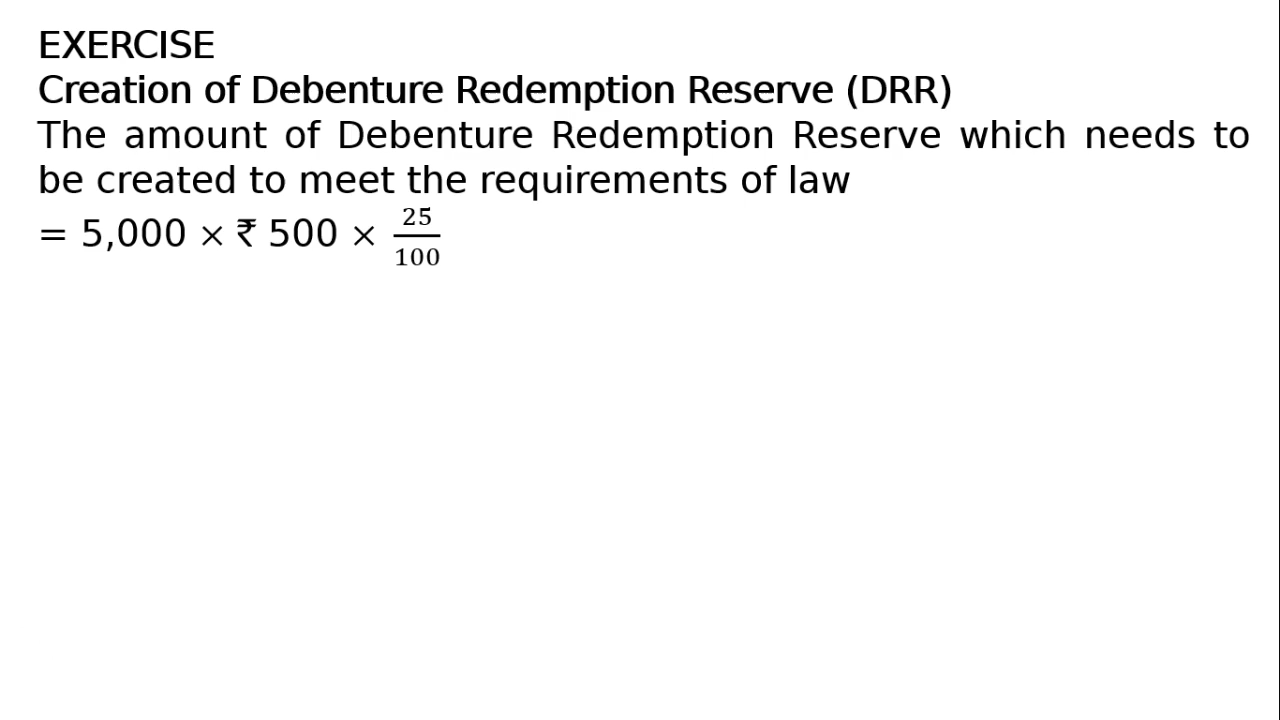 EXERCISE
Creation of Debenture Redemption Reserve (DRR)
The amount of Debenture Redemption Reserve which needs to
be created to meet the requirements of law
= 5,000 × ₹ 500 × 25/100